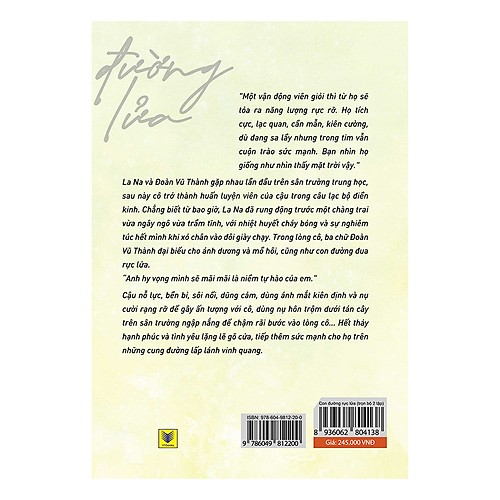 đường
lửa
"Một vận động viên giỏi thì từ họ sẽ
tỏa ra năng lượng rực rỡ. Họ tích
cực, lạc quan, cần mẫn, kiên cường,
dù đang sa lầy nhưng trong tim vẫn
cuộn trào sức mạnh. Bạn nhìn họ
giống như nhìn thấy mặt trời vậy."
La Na và Đoàn Vũ Thành gặp nhau lần đầu trên sân trường trung học,
sau này cô trở thành huấn luyện viên của cậu trong câu lạc bộ điền
kinh. Chẳng biết từ bao giờ, La Na đã rung động trước một chàng trai
vừa ngây ngô vừa trầm tĩnh, với nhiệt huyết cháy bỏng và sự nghiêm
túc hết mình khi xỏ chân vào đôi giày chạy. Trong lòng cô, ba chữ Đoàn
Vũ Thành đại biểu cho ánh dương và mồ hôi, cũng như con đường đua
rực lửa.
"Anh hy vọng mình sẽ mãi mãi là niềm tự hào của em."
Cậu nỗ lực, bền bỉ, sôi nổi, dũng cảm, dùng ánh mắt kiên định và nụ
cười rạng rỡ để gây ấn tượng với cô, dùng nụ hôn trộm dưới tán cây
trên sân trường ngập nắng để chậm rãi bước vào lòng cô... Hết thảy
hạnh phúc và tình yêu lặng lẽ gõ cửa, tiếp thêm sức mạnh cho họ trên
những cung đường lấp lánh vinh quang.
ISBN: 978-604-9812-20-0
9 786049 812200
Con đường rực lửa (trọn bộ 2 tập)
8 936062 804138
Giá: 245.000 VNĐ